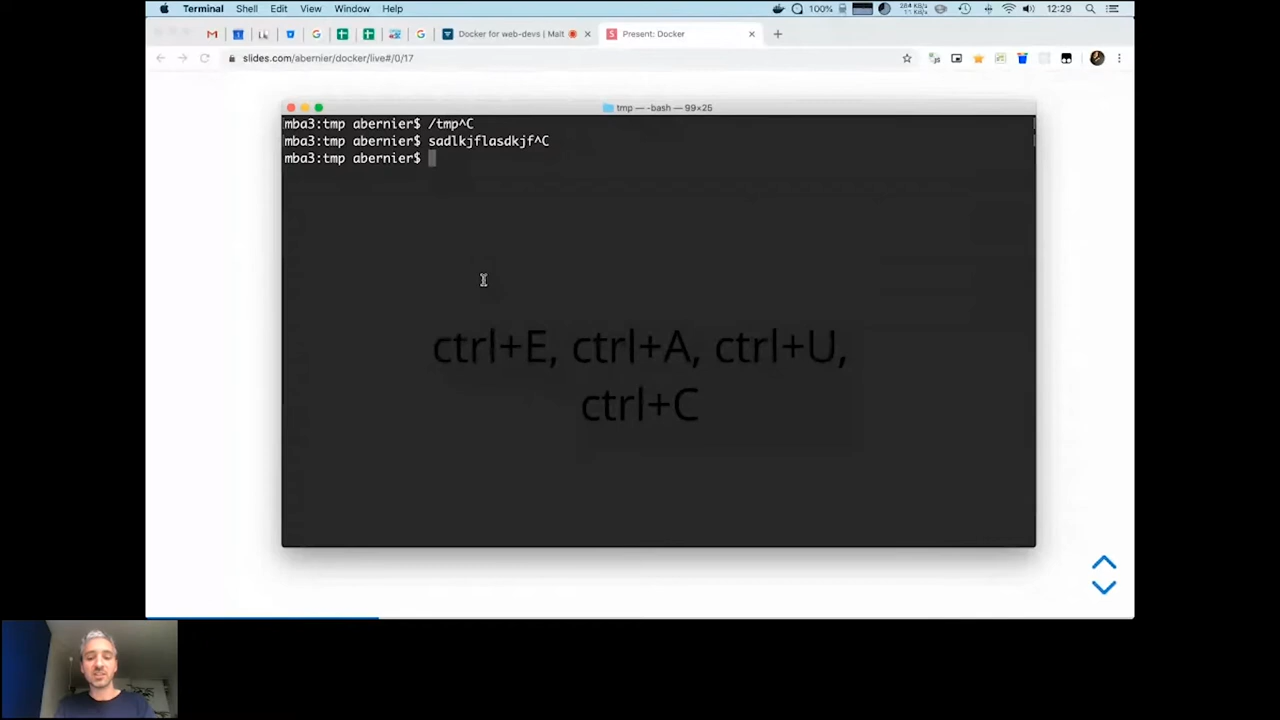 Terminal Shell Edit View Window Help 100% 12:29
Docker for web-devs | Malt Present: Docker
slides.com/abernier/docker/live#/0/17
tmp — -bash — 99×25
mba3:tmp abernier$ /tmp^C
mba3:tmp abernier$ sadlkjflasdkjf^C
mba3:tmp abernier$
ctrl+E, ctrl+A, ctrl+U,
ctrl+C